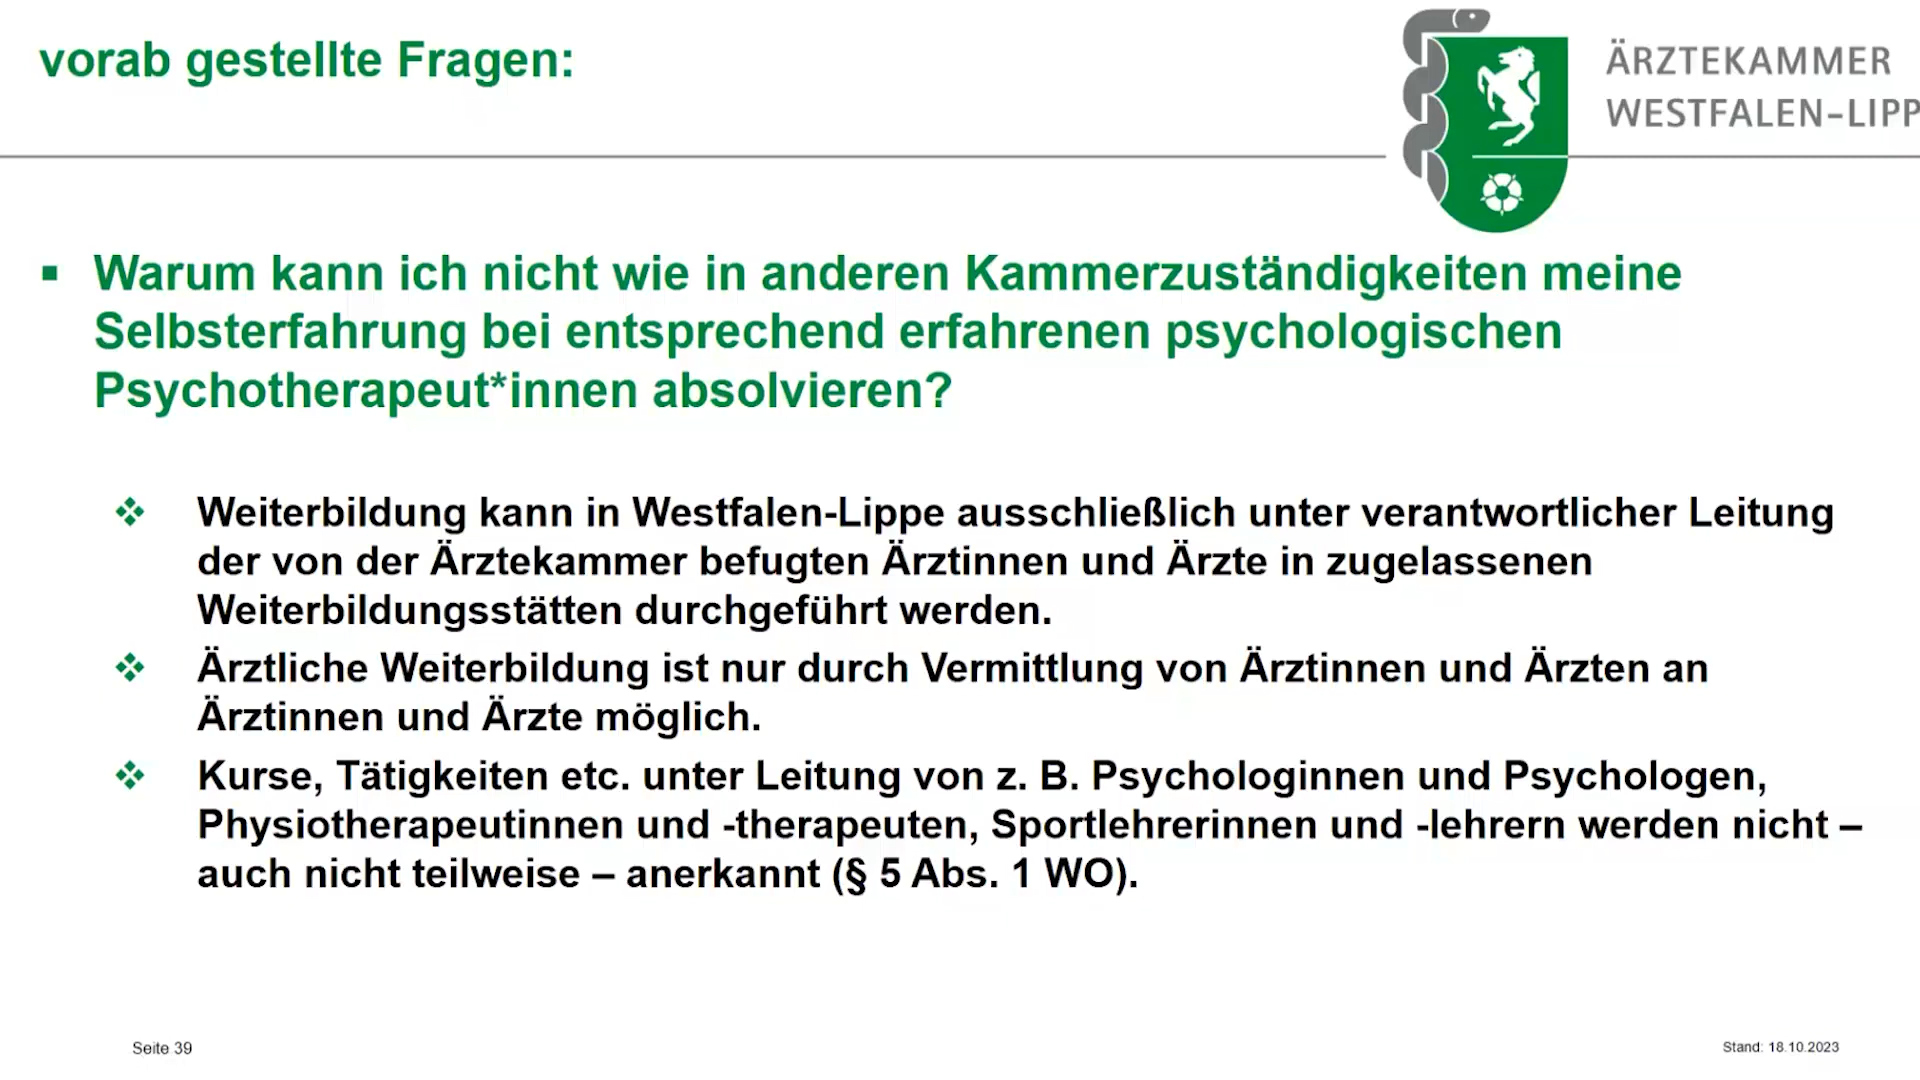 vorab gestellte Fragen:
ÄRZTEKAMMER
WESTFALEN-LIPP
▪ Warum kann ich nicht wie in anderen Kammerzuständigkeiten meine
Selbsterfahrung bei entsprechend erfahrenen psychologischen
Psychotherapeut*innen absolvieren?
❖ Weiterbildung kann in Westfalen-Lippe ausschließlich unter verantwortlicher Leitung
der von der Ärztekammer befugten Ärztinnen und Ärzte in zugelassenen
Weiterbildungsstätten durchgeführt werden.
❖ Ärztliche Weiterbildung ist nur durch Vermittlung von Ärztinnen und Ärzten an
Ärztinnen und Ärzte möglich.
❖ Kurse, Tätigkeiten etc. unter Leitung von z. B. Psychologinnen und Psychologen,
Physiotherapeutinnen und -therapeuten, Sportlehrerinnen und -lehrern werden nicht –
auch nicht teilweise – anerkannt (§ 5 Abs. 1 WO).
Seite 39
Stand: 18.10.2023